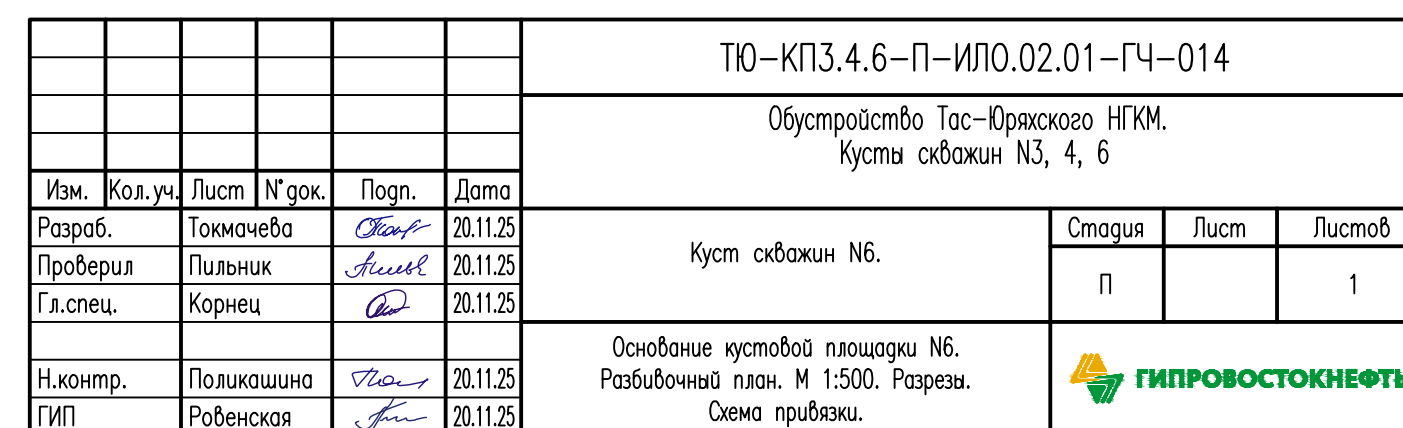 ТЮ-КП3.4.6-П-ИЛО.02.01-ГЧ-014
Обустройство Тас-Юряхского НГКМ.
Кусты скважин N3, 4, 6
Изм. Кол.уч. Лист N°док. Подп. Дата
Разраб. Токмачева 20.11.25
Проверил Пильник 20.11.25
Гл.спец. Корнец 20.11.25
Н.контр. Поликашина 20.11.25
ГИП Ровенская 20.11.25
Куст скважин N6.
Стадия Лист Листов
П 1
Основание кустовой площадки N6.
Разбивочный план. М 1:500. Разрезы.
Схема привязки.
ГИПРОВОСТОКНЕФТЬ